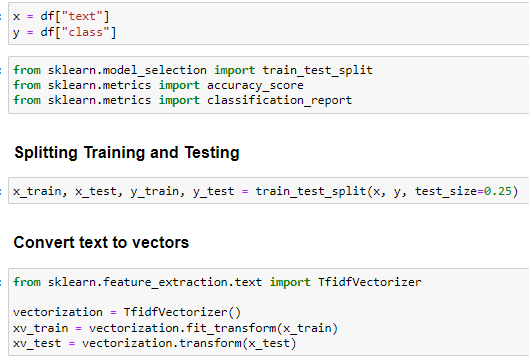 x = df["text"]
y = df["class"]
from sklearn.model_selection import train_test_split
from sklearn.metrics import accuracy_score
from sklearn.metrics import classification_report
Splitting Training and Testing
x_train, x_test, y_train, y_test = train_test_split(x, y, test_size=0.25)
Convert text to vectors
from sklearn.feature_extraction.text import TfidfVectorizer
vectorization = TfidfVectorizer()
xv_train = vectorization.fit_transform(x_train)
xv_test = vectorization.transform(x_test)